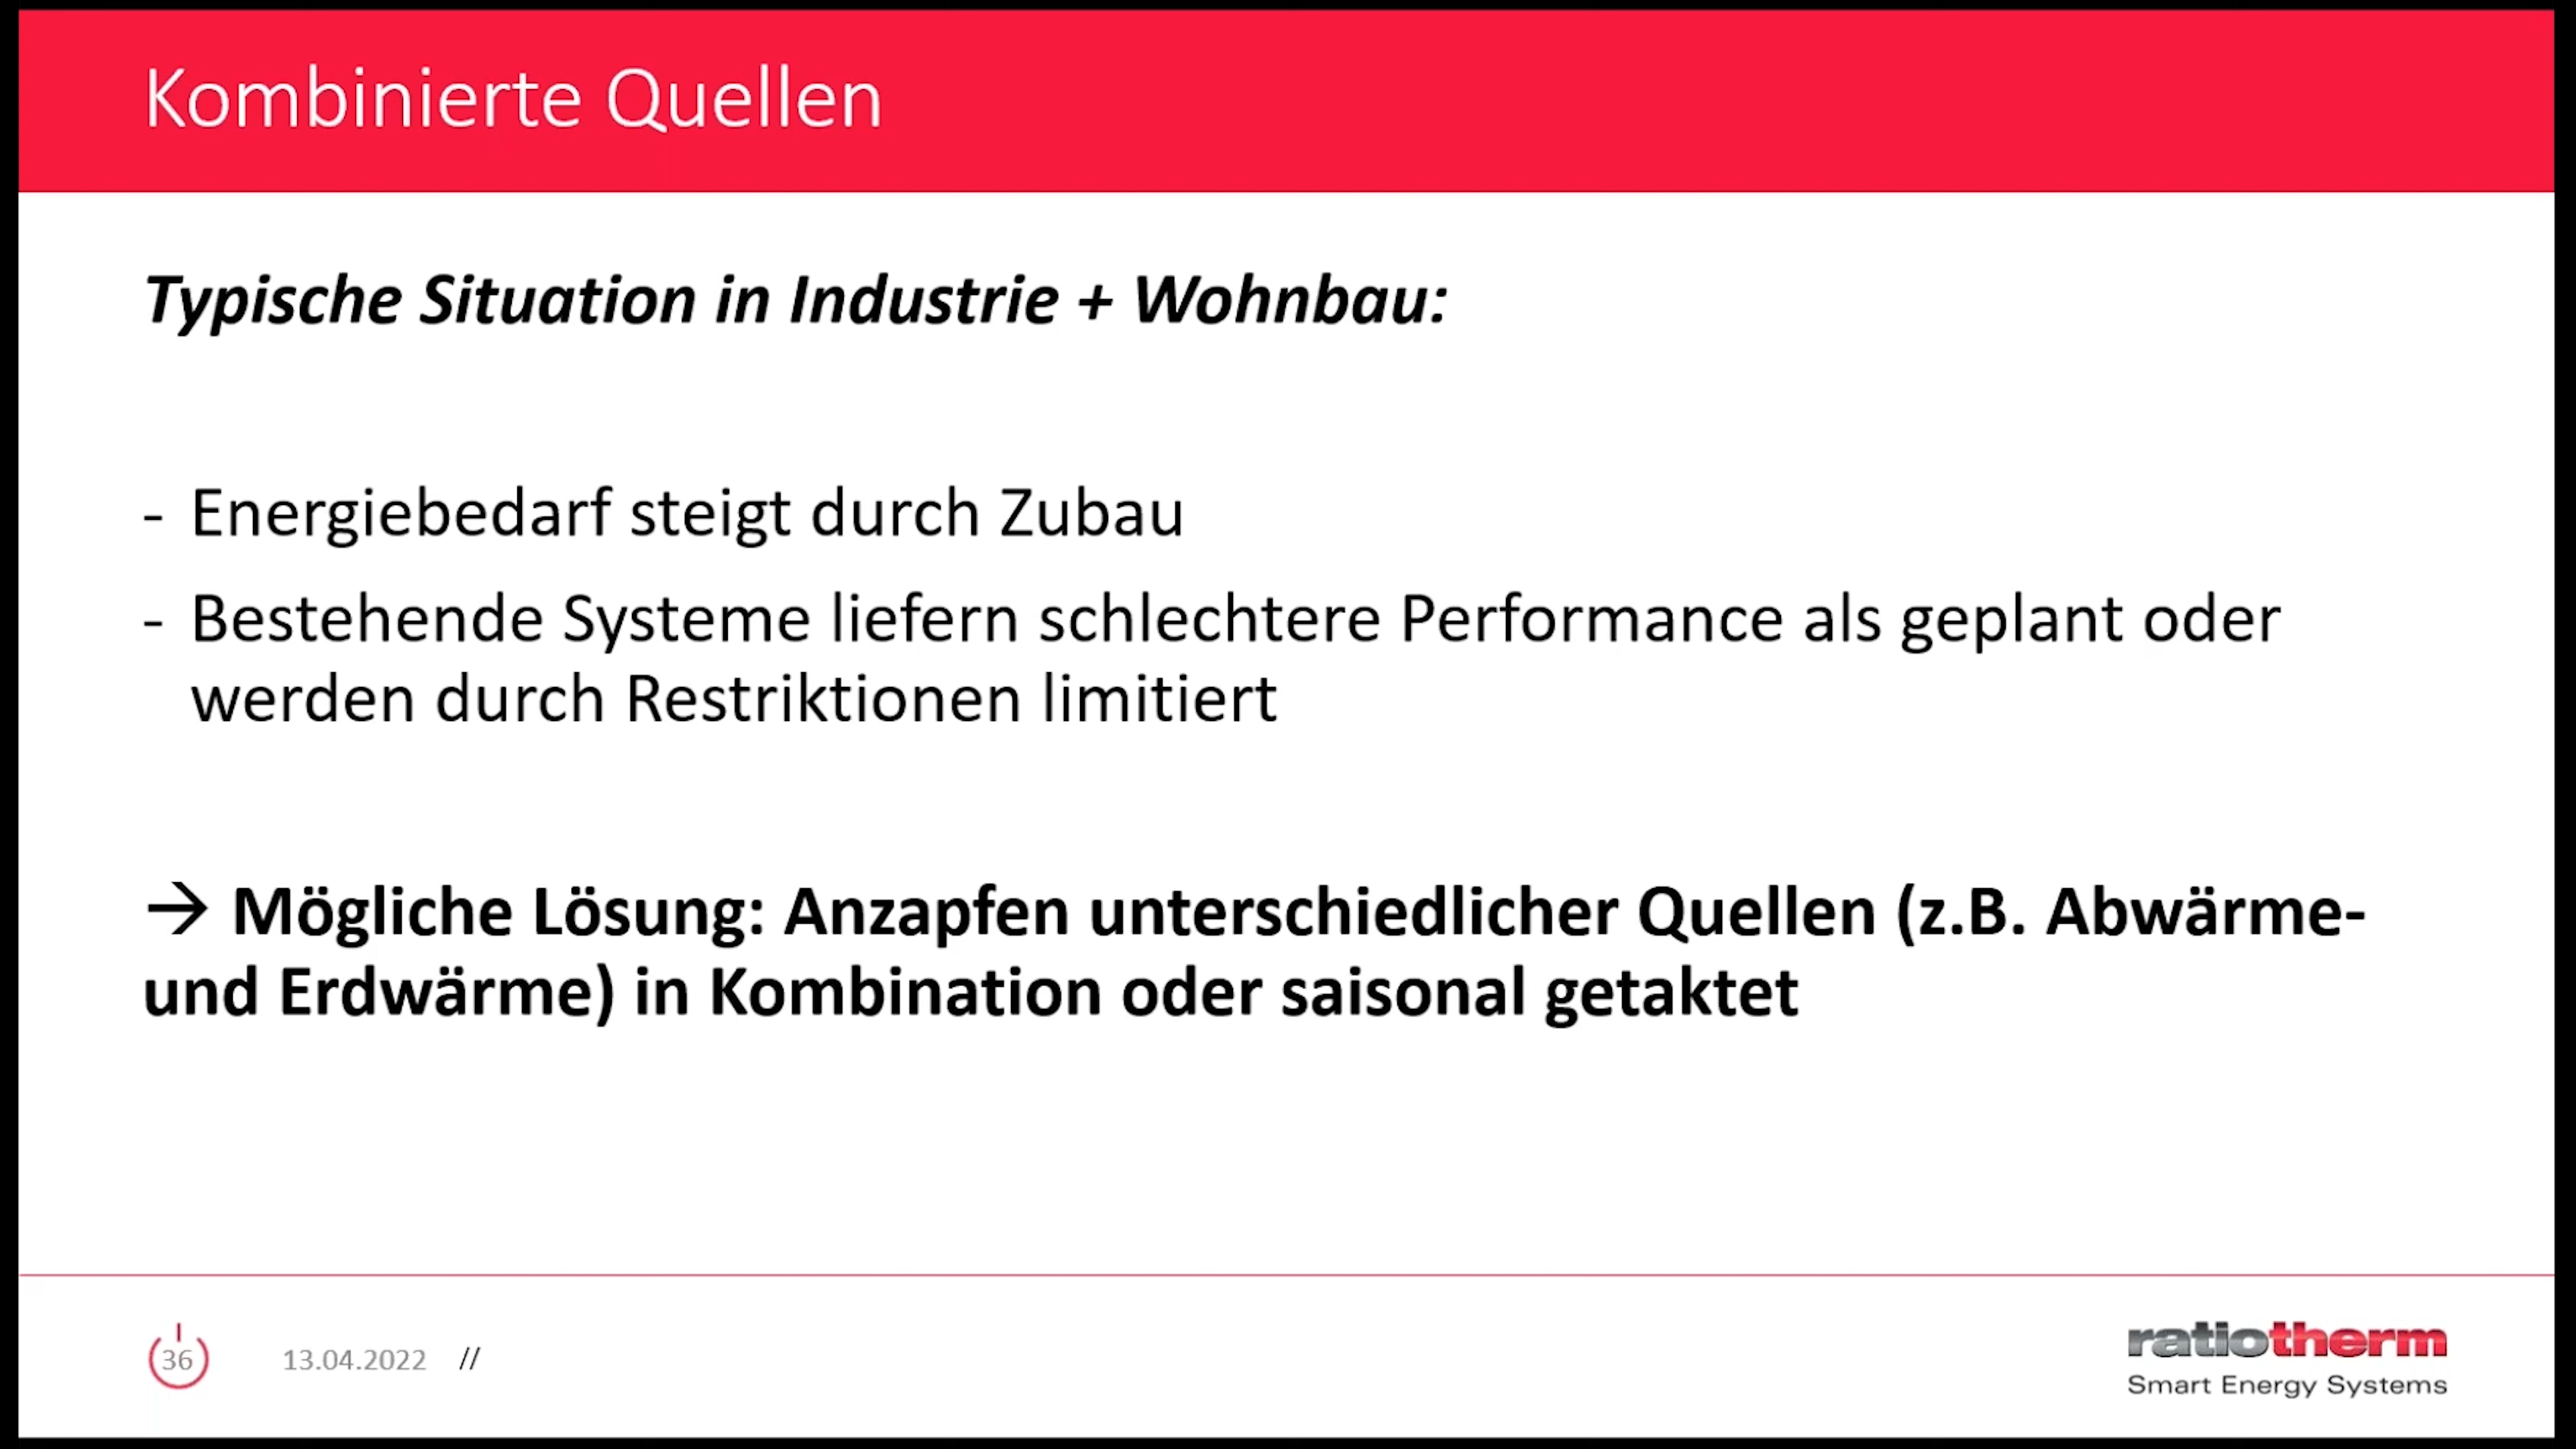 Kombinierte Quellen
Typische Situation in Industrie + Wohnbau:
- Energiebedarf steigt durch Zubau
- Bestehende Systeme liefern schlechtere Performance als geplant oder
werden durch Restriktionen limitiert
→ Mögliche Lösung: Anzapfen unterschiedlicher Quellen (z.B. Abwärme-
und Erdwärme) in Kombination oder saisonal getaktet
36 13.04.2022 //
ratiotherm
Smart Energy Systems